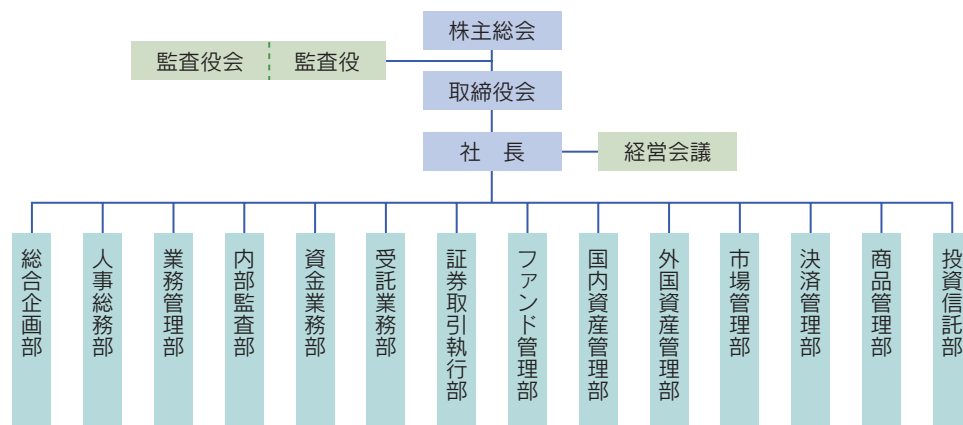 株主総会
監査役会
監査役
取締役会
社　長
経営会議
総合企画部
人事総務部
業務管理部
内部監査部
資金業務部
受託業務部
証券取引執行部
ファンド管理部
国内資産管理部
外国資産管理部
市場管理部
決済管理部
商品管理部
投資信託部